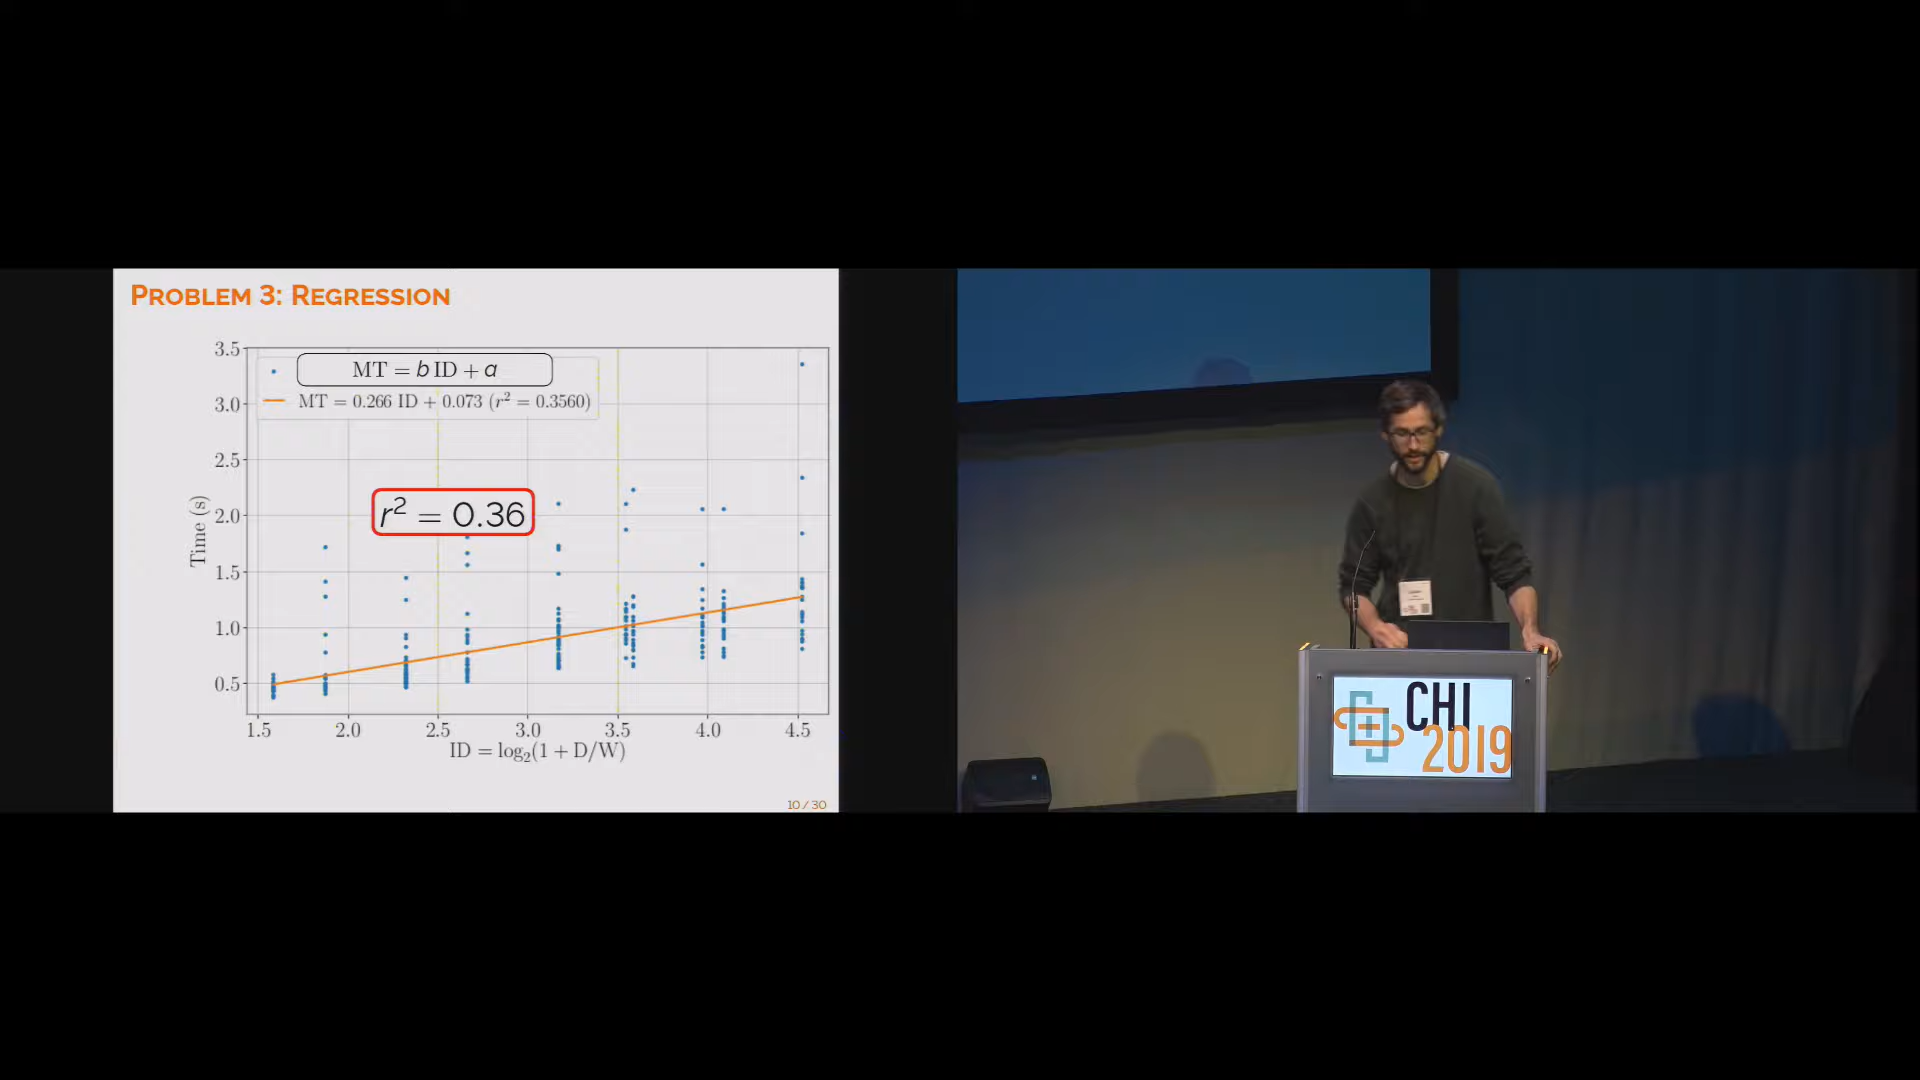 PROBLEM 3: REGRESSION
MT = b ID + a
MT = 0.266 ID + 0.073 (r² = 0.3560)
r² = 0.36
3.5
3.0
2.5
2.0
1.5
1.0
0.5
Time (s)
1.5 2.0 2.5 3.0 3.5 4.0 4.5
ID = log₂(1 + D/W)
10 / 30
CHI
2019